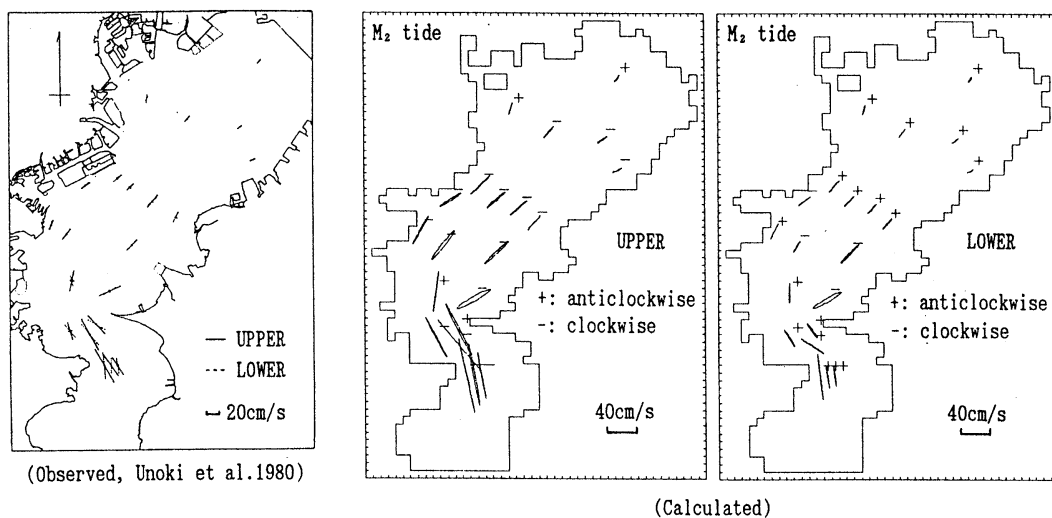 — UPPER
--- LOWER
20cm/s
(Observed, Unoki et al.1980)
M₂ tide
UPPER
+: anticlockwise
-: clockwise
40cm/s
M₂ tide
LOWER
+: anticlockwise
-: clockwise
40cm/s
(Calculated)